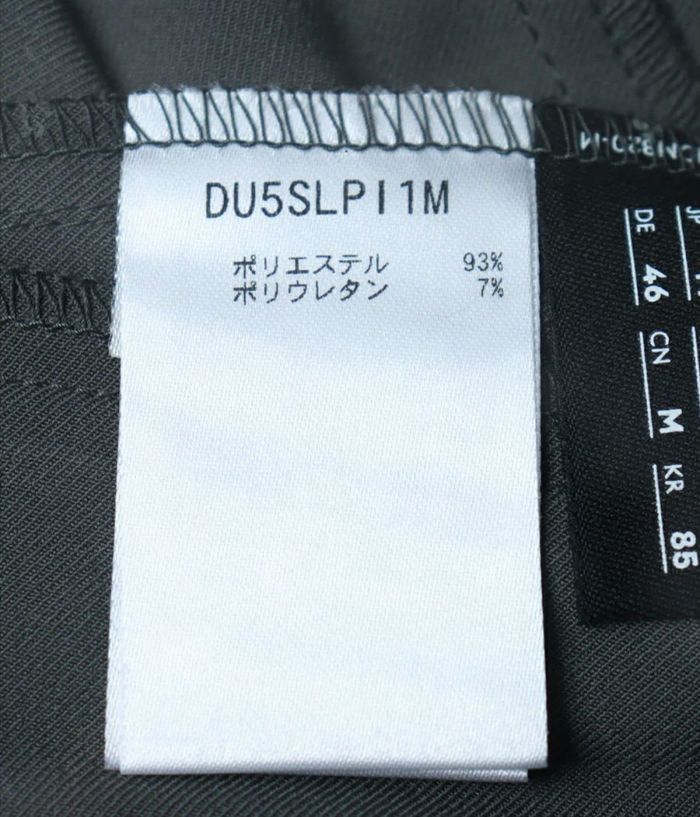 DU5SLPI1M
ポリエステル 93%
ポリウレタン 7%
JP
DE 46
CN M
KR 85